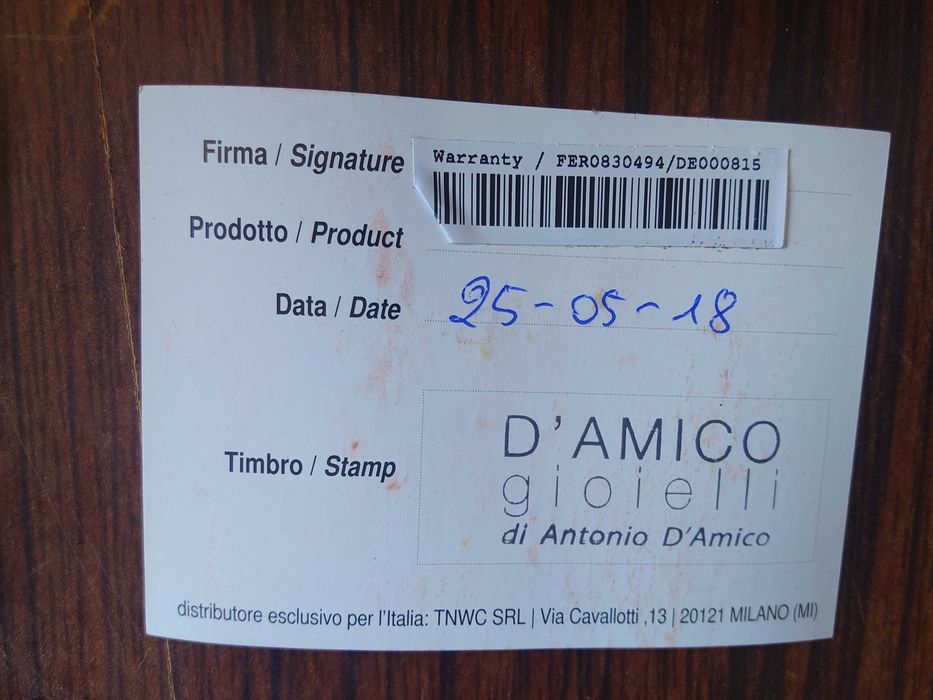 Firma / Signature
Warranty / FER0830494/DE000815
Prodotto / Product
Data / Date 25-05-18
Timbro / Stamp
D'AMICO
gioielli
di Antonio D'Amico
distributore esclusivo per l'Italia: TNWC SRL | Via Cavallotti ,13 | 20121 MILANO (MI)